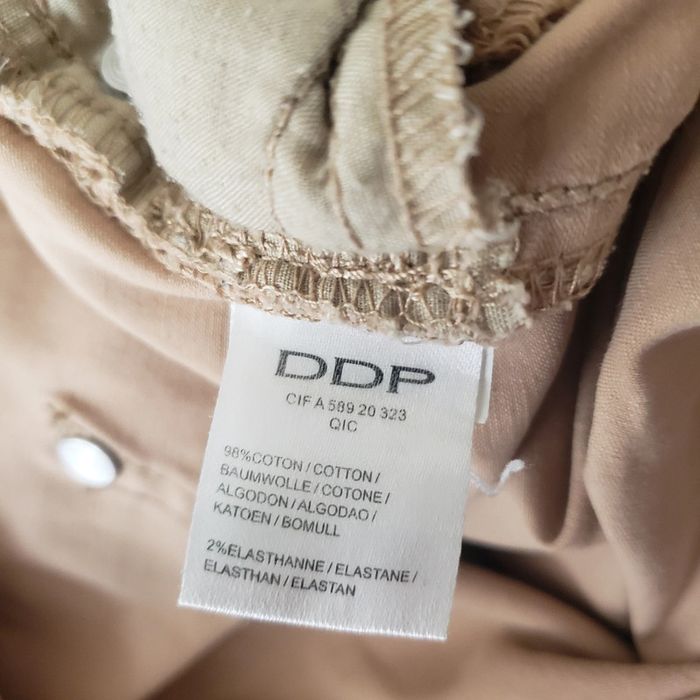 DDP
CIF A 589 20 323
QIC
98%COTON / COTTON /
BAUMWOLLE / COTONE /
ALGODON / ALGODAO /
KATOEN / BOMULL
2%ELASTHANNE / ELASTANE /
ELASTHAN / ELASTAN